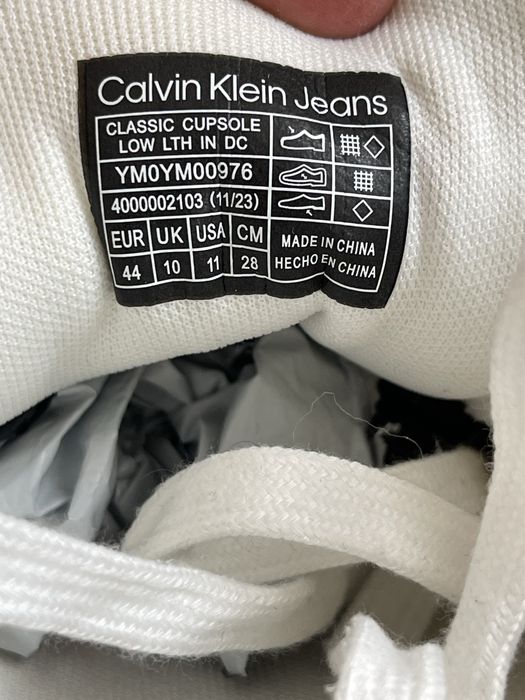 Calvin Klein Jeans
CLASSIC CUPSOLE
LOW LTH IN DC
YM0YM00976
4000002103 (11/23)
EUR UK USA CM
44 10 11 28
MADE IN CHINA
HECHO EN CHINA